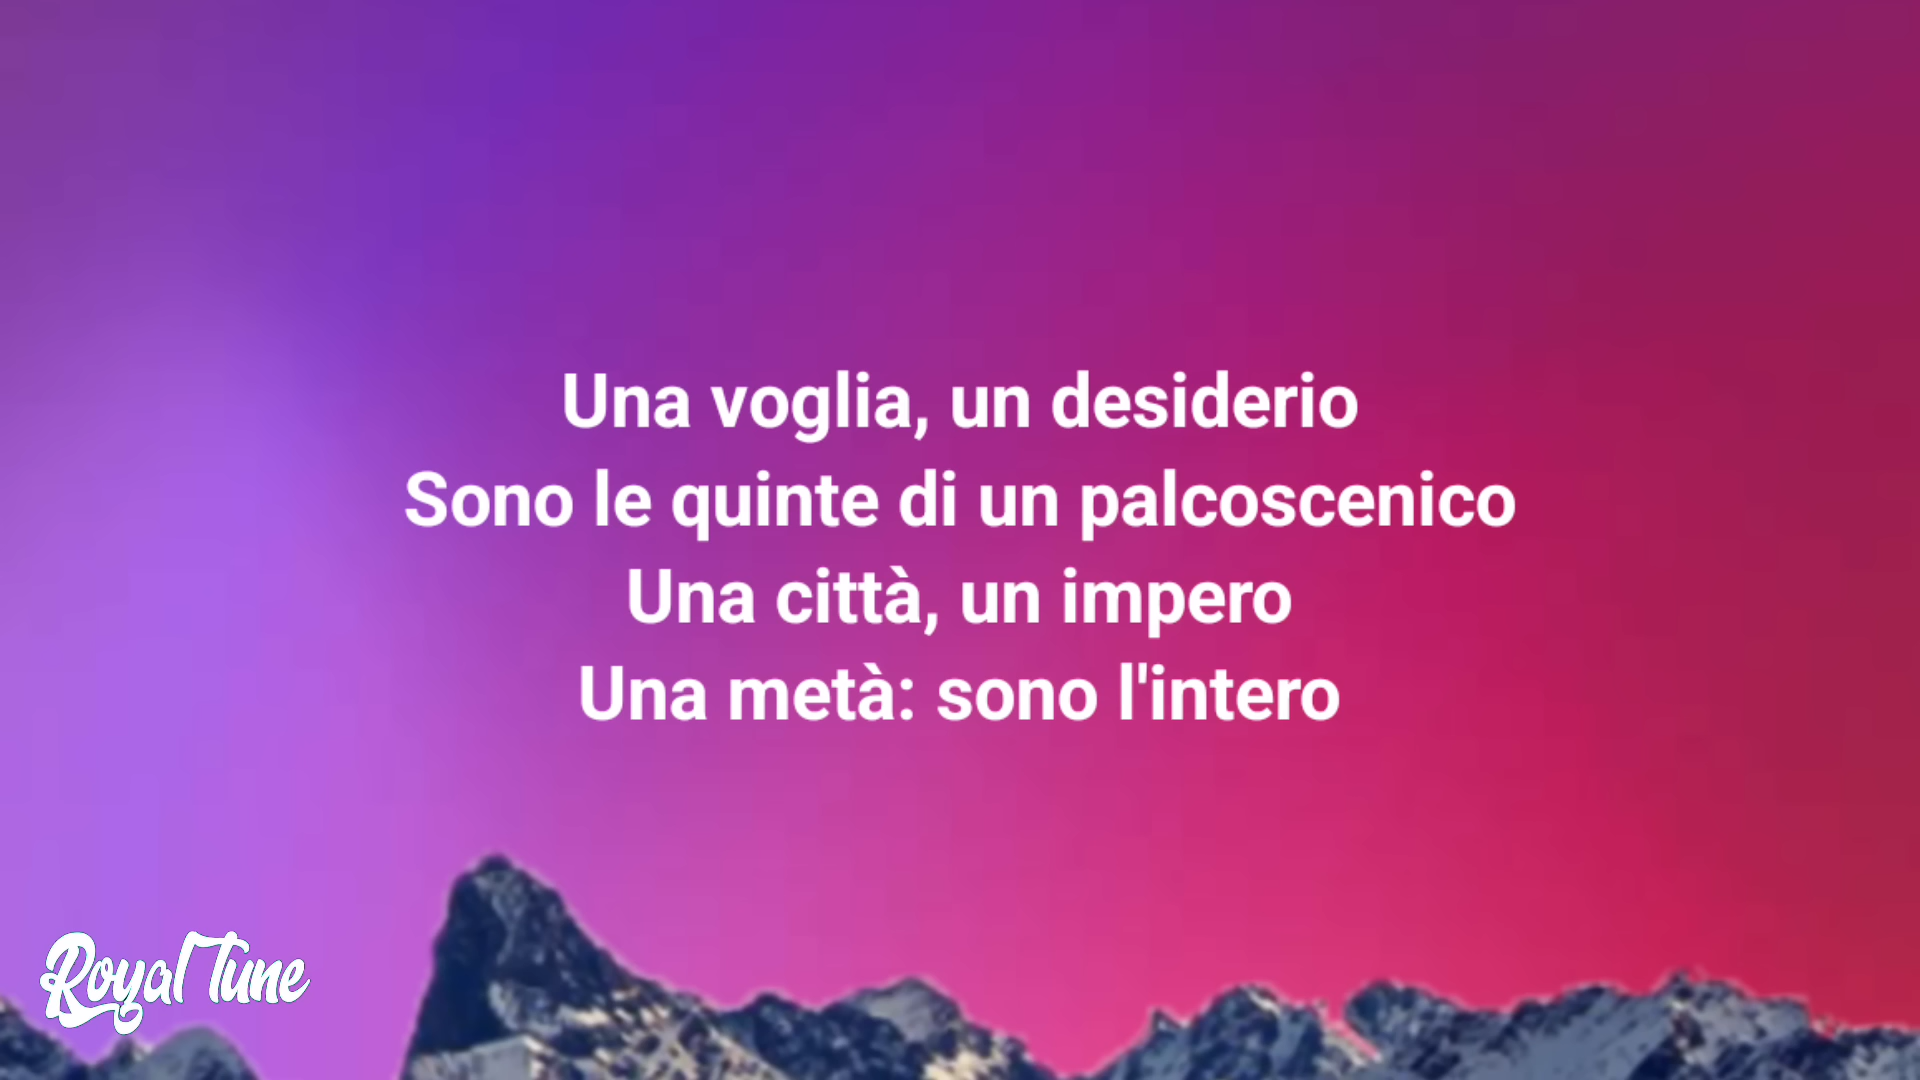 Una voglia, un desiderio
Sono le quinte di un palcoscenico
Una città, un impero
Una metà: sono l'intero
Royal Tune